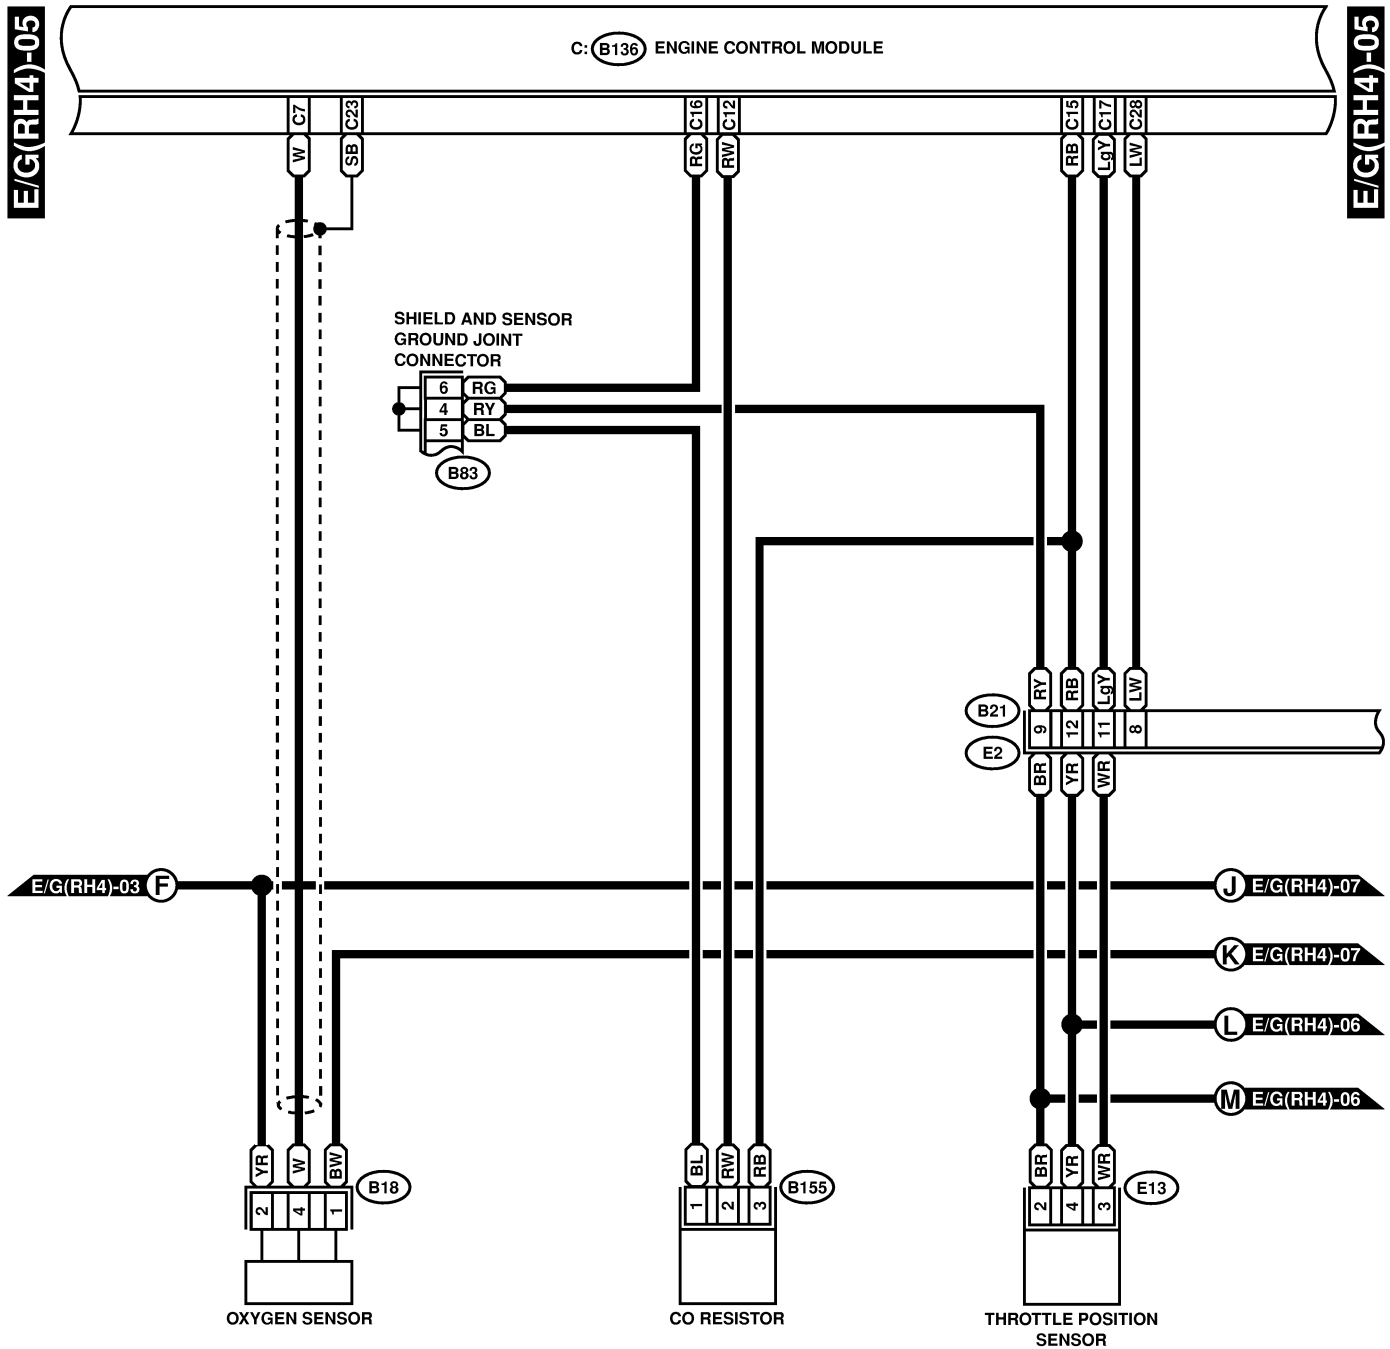 E/G(RH4)-05
E/G(RH4)-05
C: B136 ENGINE CONTROL MODULE
C7 C23 C16 C12 C15 C17 C28
W SB RG RW RB LgY LW
SHIELD AND SENSOR
GROUND JOINT
CONNECTOR
6 RG
4 RY
5 BL
B83
RY RB LgY LW
B21
9 12 11 8
E2
BR YR WR
E/G(RH4)-03 F
J E/G(RH4)-07
K E/G(RH4)-07
L E/G(RH4)-06
M E/G(RH4)-06
YR W BW
B18
2 4 1
OXYGEN SENSOR
BL RW RB
B155
1 2 3
CO RESISTOR
BR YR WR
E13
2 4 3
THROTTLE POSITION
SENSOR